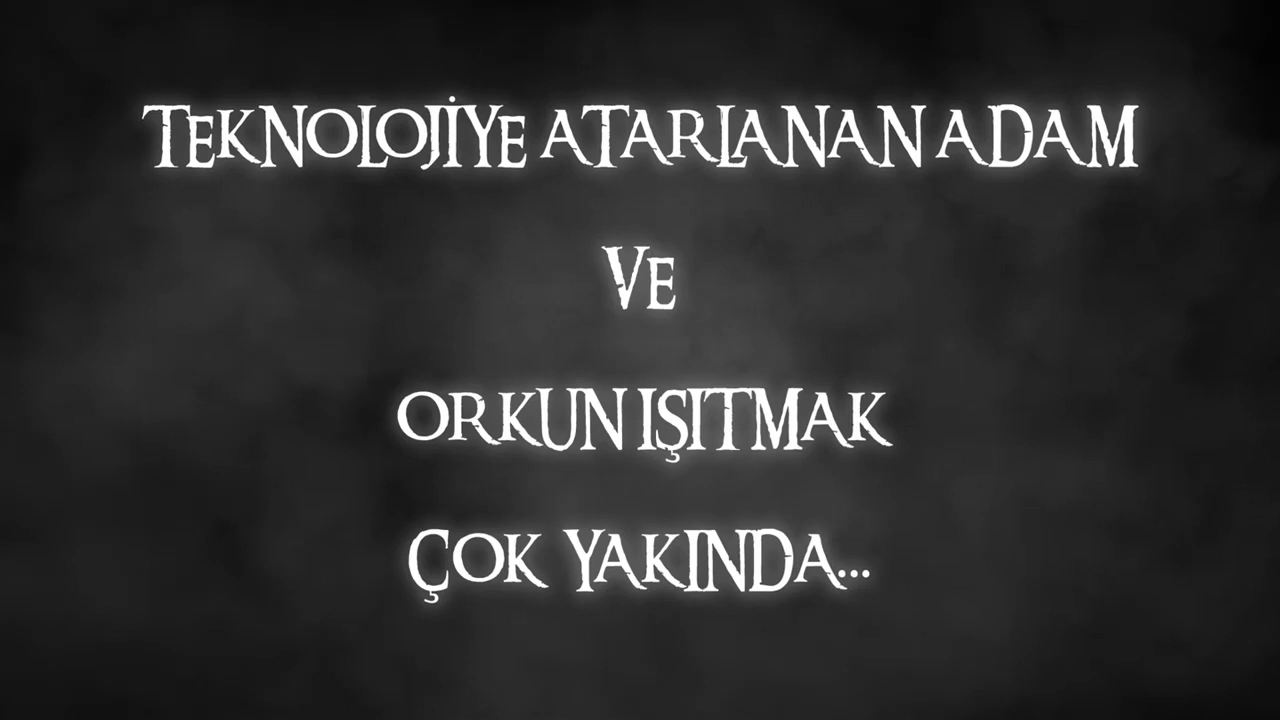 TEKNOLOJİYE ATARLANAN ADAM
VE
ORKUN IŞITMAK
ÇOK YAKINDA...